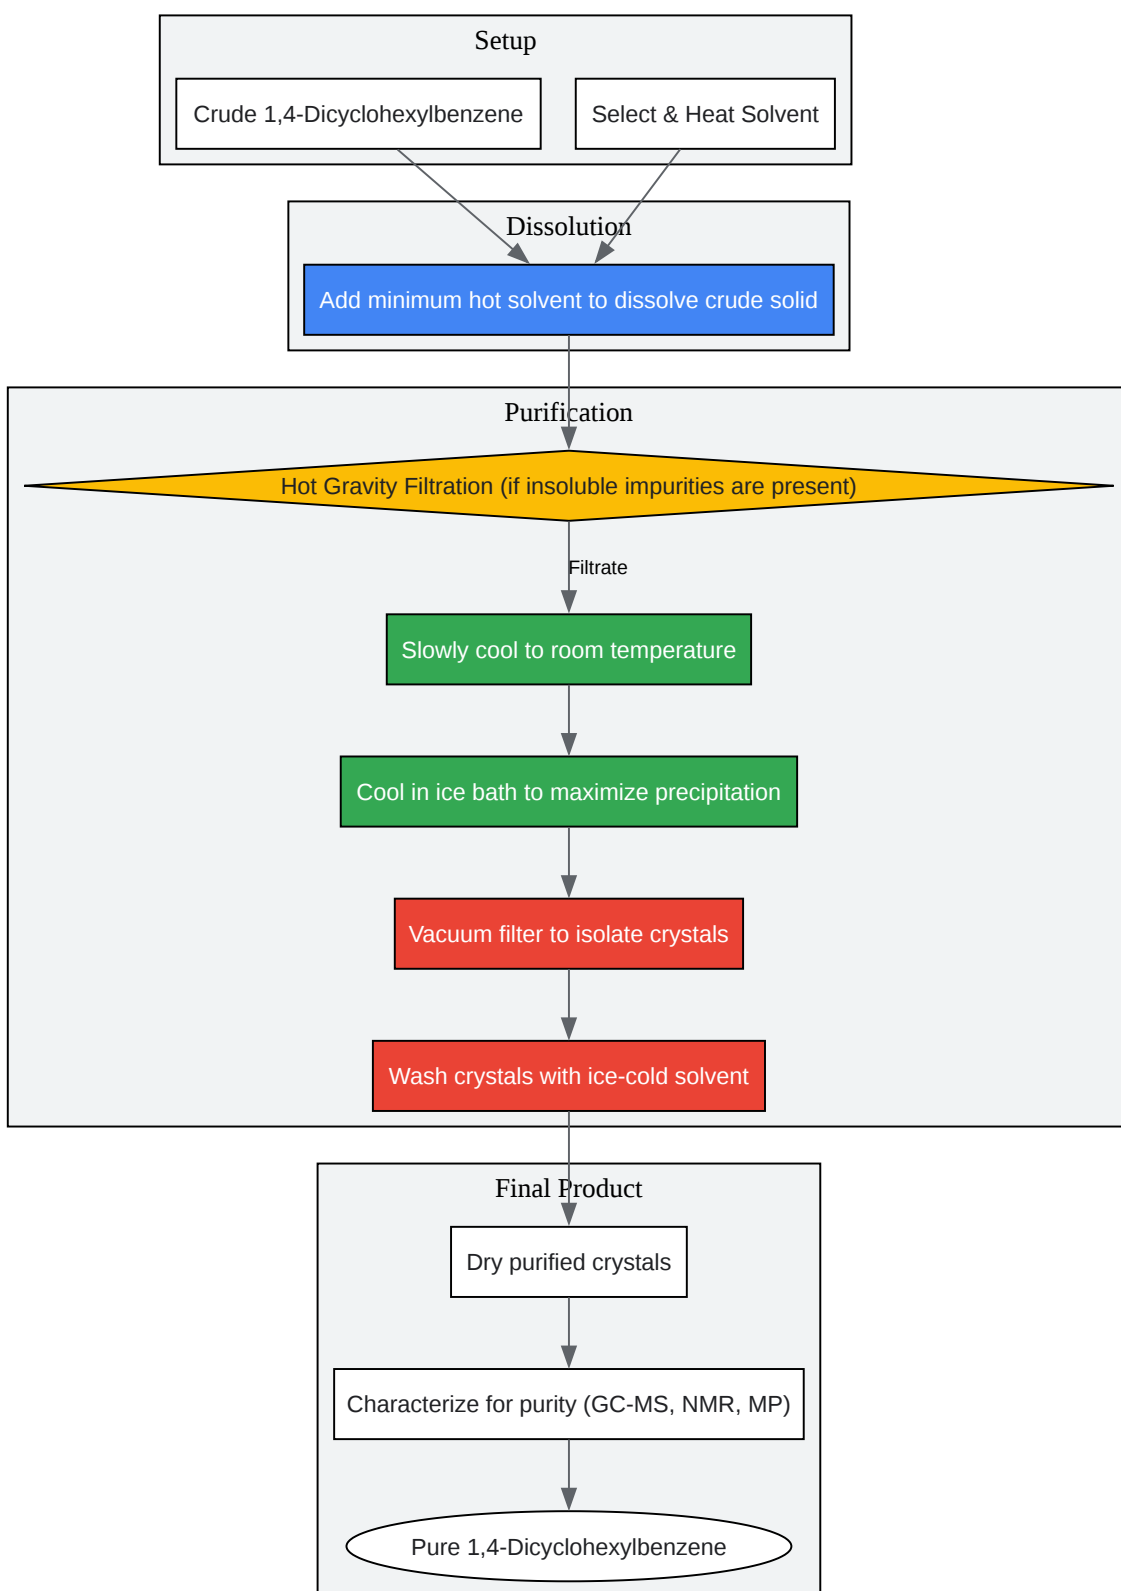 Setup
Crude 1,4-Dicyclohexylbenzene
Select & Heat Solvent
Dissolution
Add minimum hot solvent to dissolve crude solid
Purification
Hot Gravity Filtration (if insoluble impurities are present)
Filtrate
Slowly cool to room temperature
Cool in ice bath to maximize precipitation
Vacuum filter to isolate crystals
Wash crystals with ice-cold solvent
Final Product
Dry purified crystals
Characterize for purity (GC-MS, NMR, MP)
Pure 1,4-Dicyclohexylbenzene